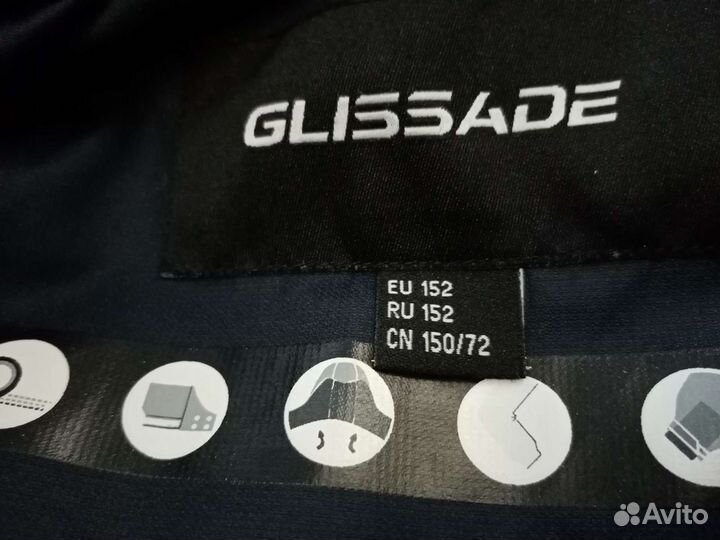 GLISSADE
EU 152
RU 152
CN 150/72
Avito